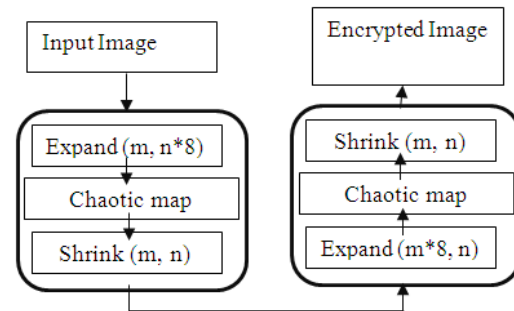 Input Image
Expand (m, n*8)
Chaotic map
Shrink (m, n)
Encrypted Image
Shrink (m, n)
Chaotic map
Expand (m*8, n)